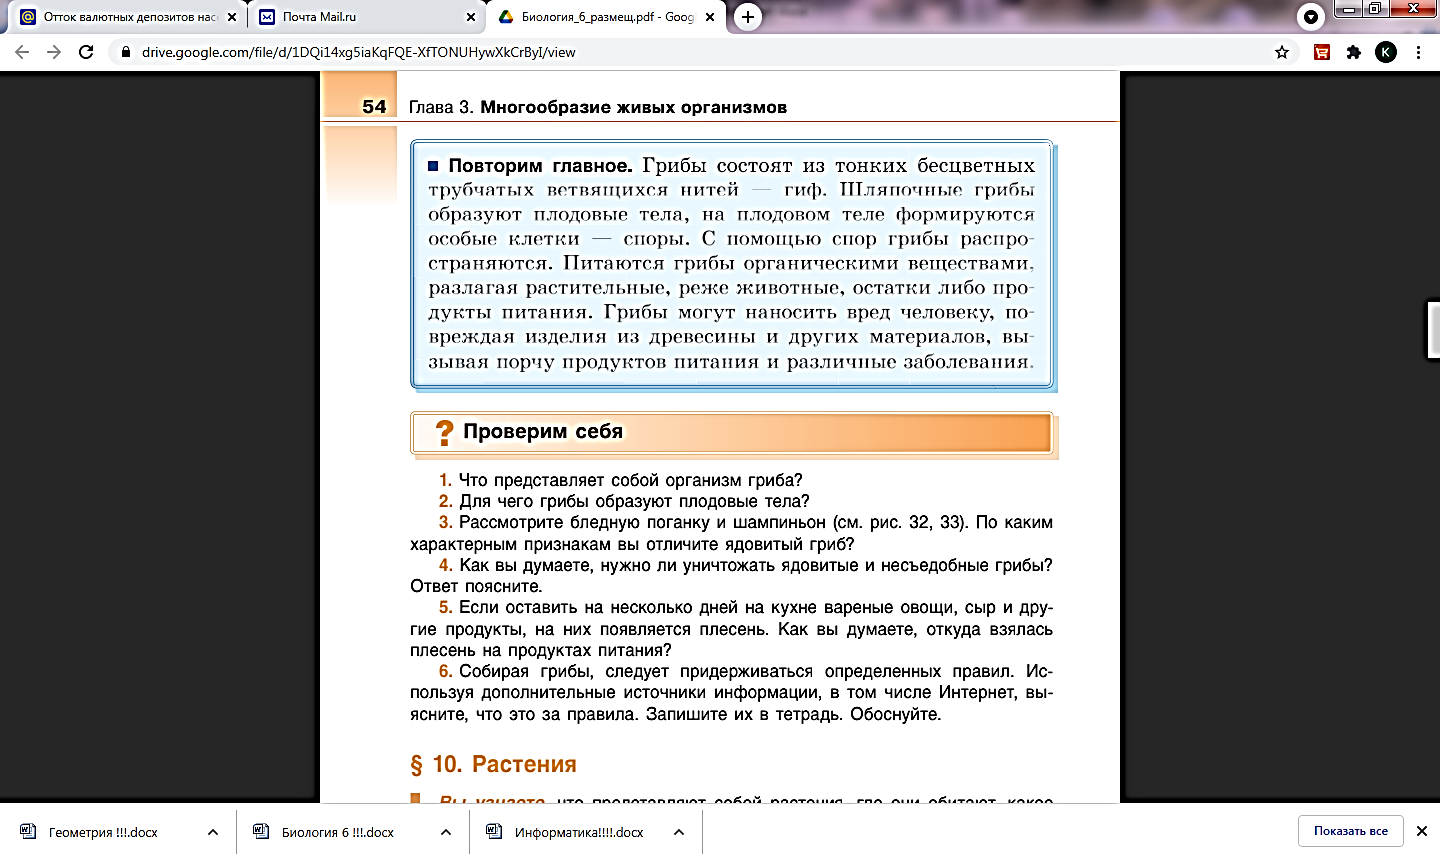 Отток валютных депозитов нас
Почта Mail.ru
Биология_6_размещ.pdf - Goog
drive.google.com/file/d/1DQi14xg5iaKqFQE-XfTONUHywXkCrByI/view
K
54 Глава 3. Многообразие живых организмов
Повторим главное. Грибы состоят из тонких бесцветных
трубчатых ветвящихся нитей — гиф. Шляпочные грибы
образуют плодовые тела, на плодовом теле формируются
особые клетки — споры. С помощью спор грибы распро-
страняются. Питаются грибы органическими веществами,
разлагая растительные, реже животные, остатки либо про-
дукты питания. Грибы могут наносить вред человеку, по-
вреждая изделия из древесины и других материалов, вы-
зывая порчу продуктов питания и различные заболевания.
? Проверим себя
1. Что представляет собой организм гриба?
2. Для чего грибы образуют плодовые тела?
3. Рассмотрите бледную поганку и шампиньон (см. рис. 32, 33). По каким
характерным признакам вы отличите ядовитый гриб?
4. Как вы думаете, нужно ли уничтожать ядовитые и несъедобные грибы?
Ответ поясните.
5. Если оставить на несколько дней на кухне вареные овощи, сыр и дру-
гие продукты, на них появляется плесень. Как вы думаете, откуда взялась
плесень на продуктах питания?
6. Собирая грибы, следует придерживаться определенных правил. Ис-
пользуя дополнительные источники информации, в том числе Интернет, вы-
ясните, что это за правила. Запишите их в тетрадь. Обоснуйте.
§ 10. Растения
Вы узнаете, что представляют собой растения, где они обитают, какое
Геометрия !!!.docx
Биология 6 !!!.docx
Информатика!!!!.docx
Показать все